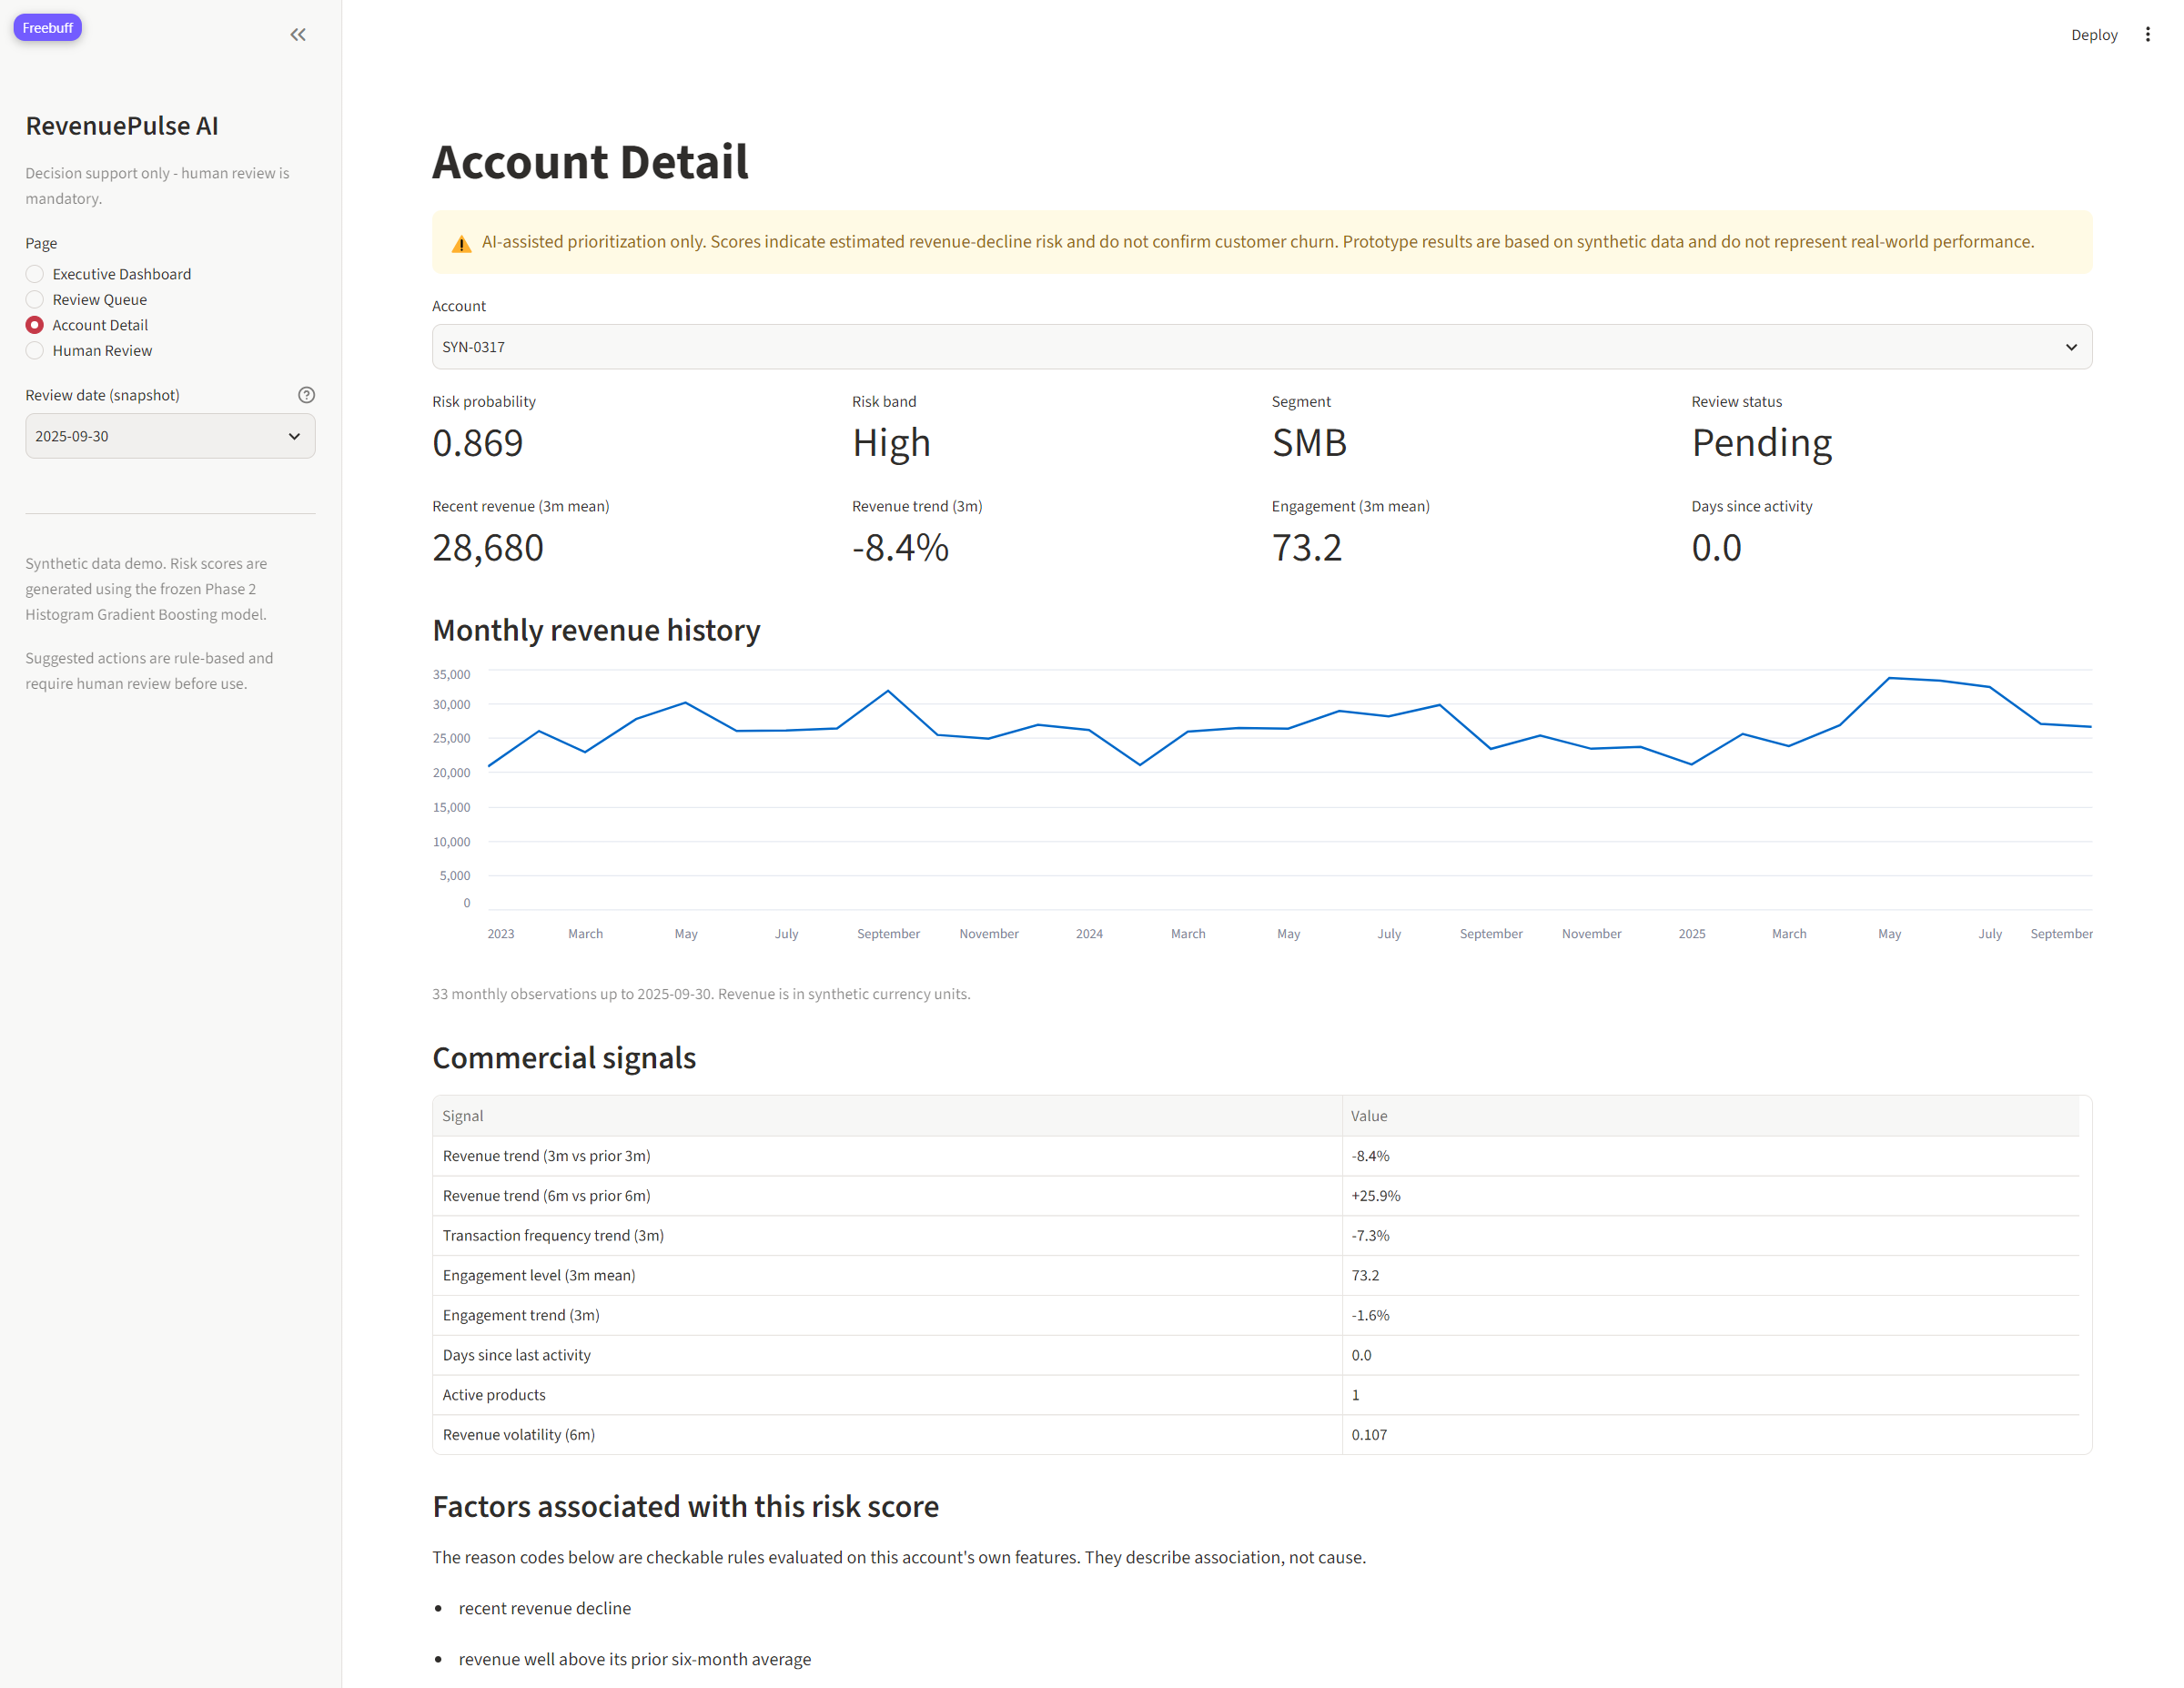 Freebuff
Deploy
RevenuePulse AI
Decision support only - human review is
mandatory.
Page
Executive Dashboard
Review Queue
Account Detail
Human Review
Review date (snapshot)
2025-09-30
Synthetic data demo. Risk scores are
generated using the frozen Phase 2
Histogram Gradient Boosting model.
Suggested actions are rule-based and
require human review before use.
Account Detail
AI-assisted prioritization only. Scores indicate estimated revenue-decline risk and do not confirm customer churn. Prototype results are based on synthetic data and do not represent real-world performance.
Account
SYN-0317
Risk probability Risk band Segment Review status
0.869 High SMB Pending
Recent revenue (3m mean) Revenue trend (3m) Engagement (3m mean) Days since activity
28,680 -8.4% 73.2 0.0
Monthly revenue history
35,000
30,000
25,000
20,000
15,000
10,000
5,000
0
2023 March May July September November 2024 March May July September November 2025 March May July September
33 monthly observations up to 2025-09-30. Revenue is in synthetic currency units.
Commercial signals
Signal Value
Revenue trend (3m vs prior 3m) -8.4%
Revenue trend (6m vs prior 6m) +25.9%
Transaction frequency trend (3m) -7.3%
Engagement level (3m mean) 73.2
Engagement trend (3m) -1.6%
Days since last activity 0.0
Active products 1
Revenue volatility (6m) 0.107
Factors associated with this risk score
The reason codes below are checkable rules evaluated on this account's own features. They describe association, not cause.
recent revenue decline
revenue well above its prior six-month average